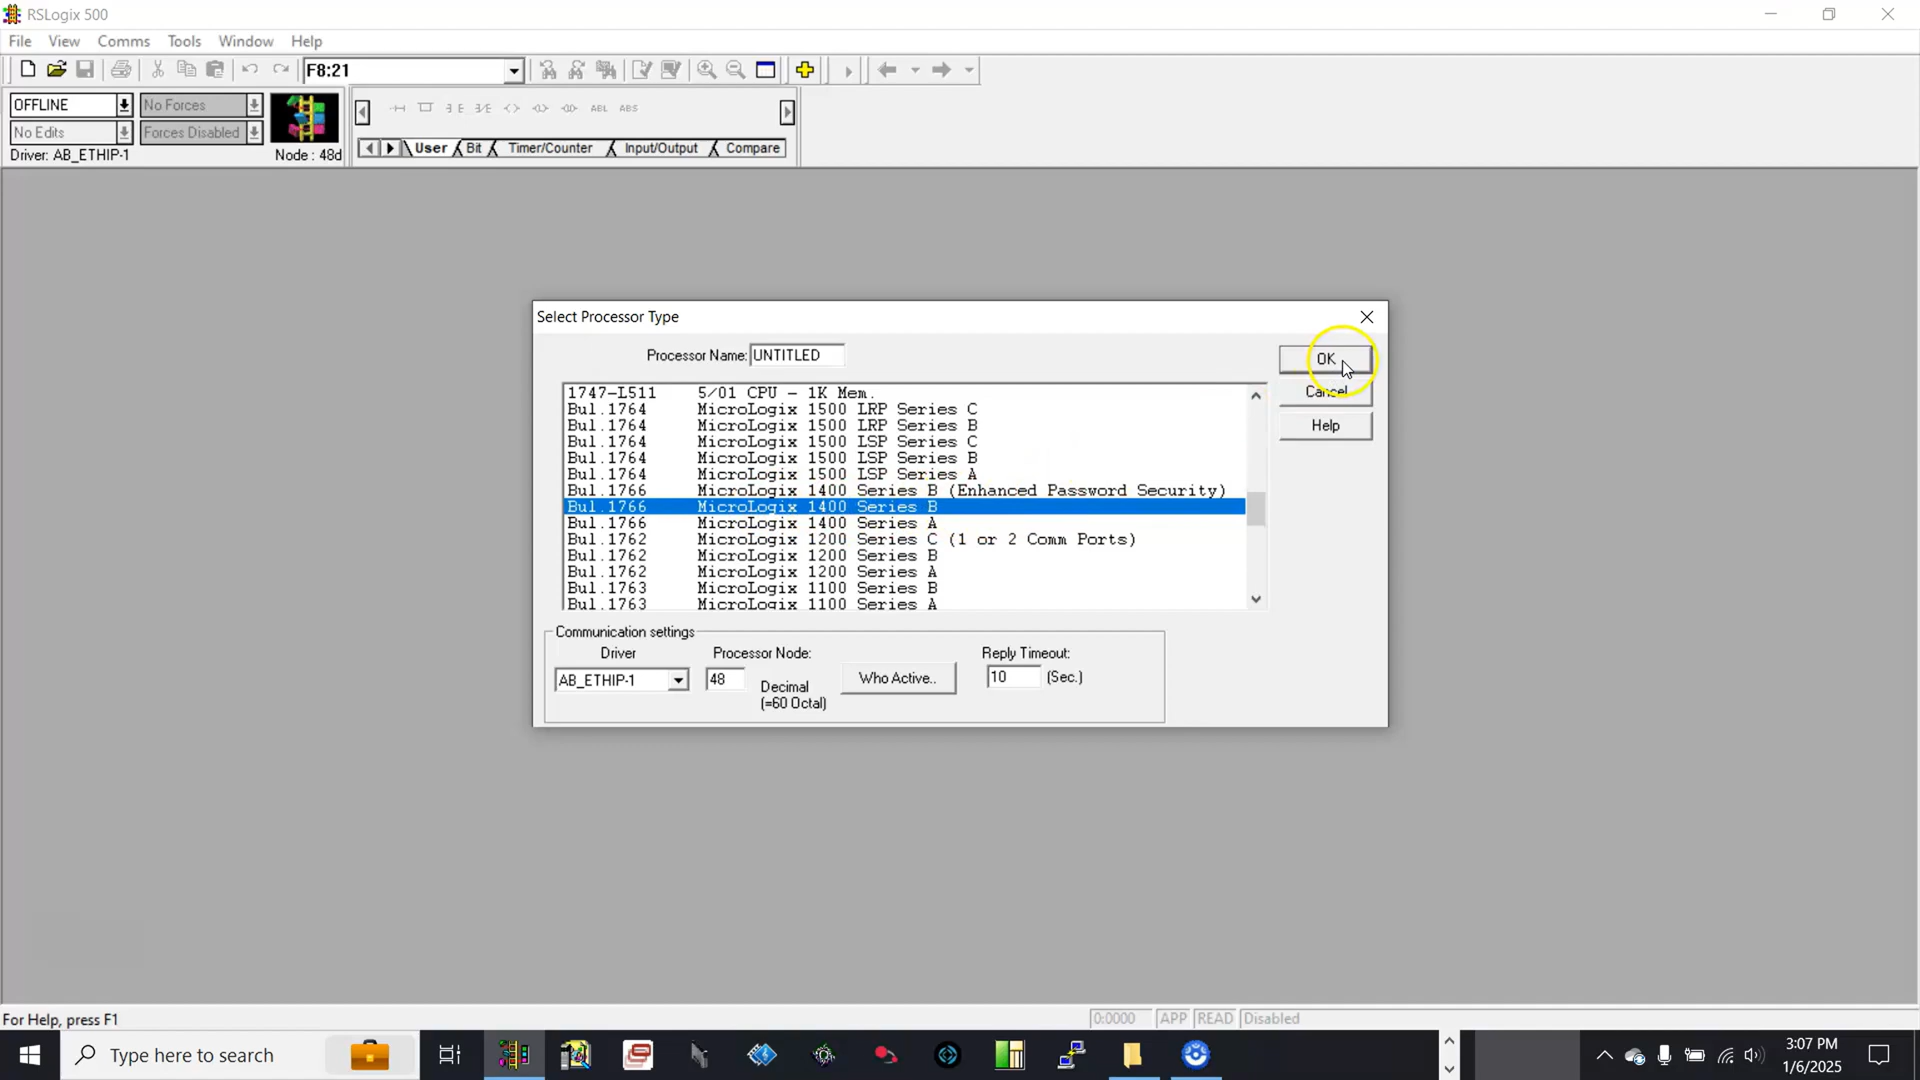 RSLogix 500
File View Comms Tools Window Help
F8:21
OFFLINE No Forces
No Edits Forces Disabled
Driver: AB_ETHIP-1 Node : 48d
ABL ABS
User Bit Timer/Counter Input/Output Compare
Select Processor Type
Processor Name: UNTITLED
OK
Cancel
Help
1747-L511 5/01 CPU - 1K Mem.
Bul.1764 MicroLogix 1500 LRP Series C
Bul.1764 MicroLogix 1500 LRP Series B
Bul.1764 MicroLogix 1500 LSP Series C
Bul.1764 MicroLogix 1500 LSP Series B
Bul.1764 MicroLogix 1500 LSP Series A
Bul.1766 MicroLogix 1400 Series B (Enhanced Password Security)
Bul.1766 MicroLogix 1400 Series B
Bul.1766 MicroLogix 1400 Series A
Bul.1762 MicroLogix 1200 Series C (1 or 2 Comm Ports)
Bul.1762 MicroLogix 1200 Series B
Bul.1762 MicroLogix 1200 Series A
Bul.1763 MicroLogix 1100 Series B
Bul.1763 MicroLogix 1100 Series A
Communication settings
Driver Processor Node: Reply Timeout:
AB_ETHIP-1 48 Who Active.. 10 (Sec.)
Decimal
(=60 Octal)
For Help, press F1 0:0000 APP READ Disabled
Type here to search
3:07 PM
1/6/2025